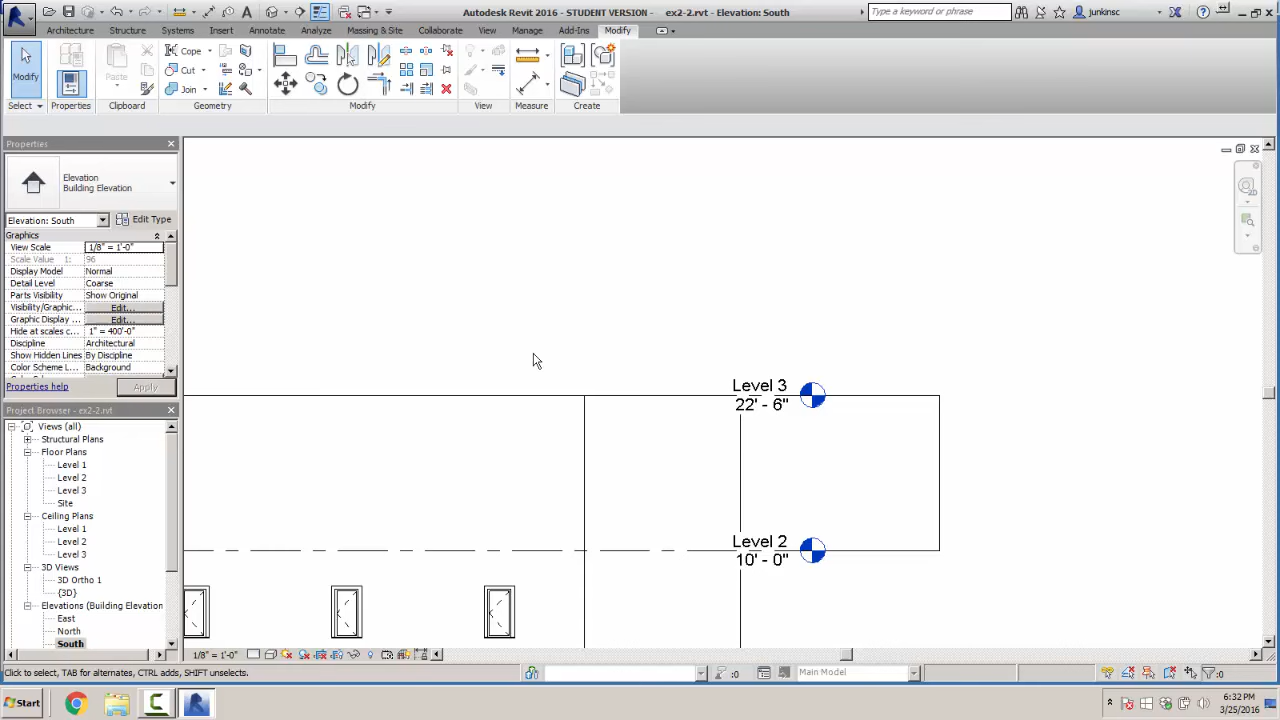 Autodesk Revit 2016 - STUDENT VERSION - ex2-2.rvt - Elevation: South
Type a keyword or phrase
junkinsc
Architecture Structure Systems Insert Annotate Analyze Massing & Site Collaborate View Manage Add-Ins Modify
Modify
Paste
Cope
Cut
Join
Select Properties Clipboard Geometry Modify View Measure Create
Properties
Elevation
Building Elevation
Elevation: South
Edit Type
Graphics
View Scale 1/8" = 1'-0"
Scale Value 1: 96
Display Model Normal
Detail Level Coarse
Parts Visibility Show Original
Visibility/Graphic... Edit...
Graphic Display ... Edit...
Hide at scales c... 1" = 400'-0"
Discipline Architectural
Show Hidden Lines By Discipline
Color Scheme L... Background
Properties help
Apply
Project Browser - ex2-2.rvt
Views (all)
Structural Plans
Floor Plans
Level 1
Level 2
Level 3
Site
Ceiling Plans
Level 1
Level 2
Level 3
3D Views
3D Ortho 1
{3D}
Elevations (Building Elevation
East
North
South
Level 3
22' - 6"
Level 2
10' - 0"
1/8" = 1'-0"
Click to select, TAB for alternates, CTRL adds, SHIFT unselects.
:0
Main Model
:0
Start
6:32 PM
3/25/2016